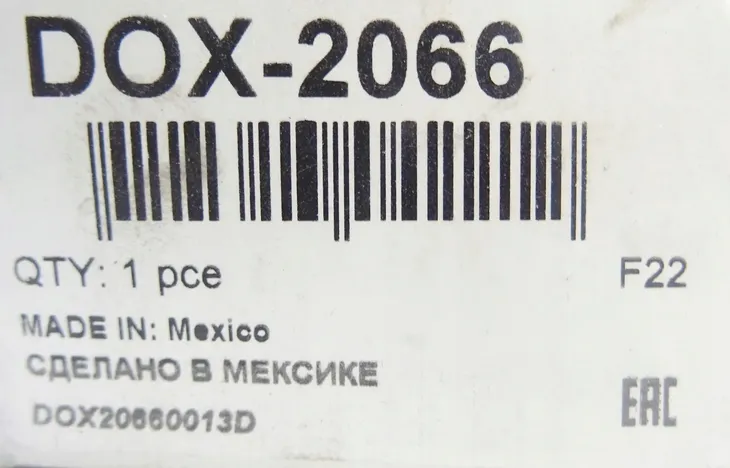 DOX-2066
QTY: 1 pce F22
MADE IN: Mexico
СДЕЛАНО В МЕКСИКЕ
DOX20660013D EAC